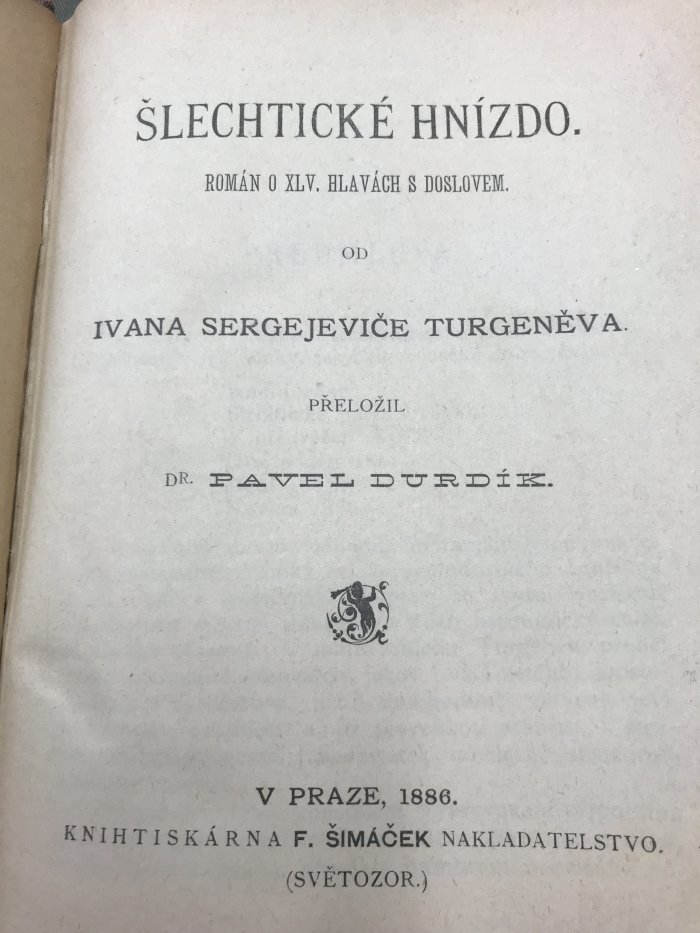 ŠLECHTICKÉ HNÍZDO.
ROMÁN O XLV. HLAVÁCH S DOSLOVEM.
OD
IVANA SERGEJEVIČE TURGENĚVA.
PŘELOŽIL
DR. PAVEL DURDÍK.
V PRAZE, 1886.
KNIHTISKÁRNA F. ŠIMÁČEK NAKLADATELSTVO.
(SVĚTOZOR.)